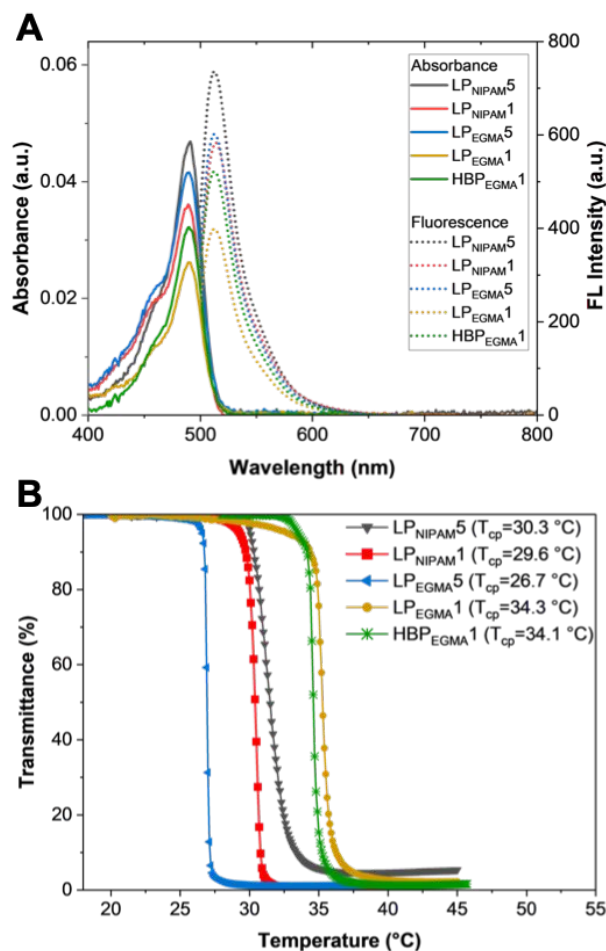 A
0.06
0.04
0.02
0.00
Absorbance (a.u.)
800
600
400
200
0
FL Intensity (a.u.)
Absorbance
LPNIPAM5
LPNIPAM1
LPEGMA5
LPEGMA1
HBPEGMA1
Fluorescence
LPNIPAM5
LPNIPAM1
LPEGMA5
LPEGMA1
HBPEGMA1
400 500 600 700 800
Wavelength (nm)
B
100
80
60
40
20
0
Transmittance (%)
LPNIPAM5 (Tcp=30.3 °C)
LPNIPAM1 (Tcp=29.6 °C)
LPEGMA5 (Tcp=26.7 °C)
LPEGMA1 (Tcp=34.3 °C)
HBPEGMA1 (Tcp=34.1 °C)
20 25 30 35 40 45 50 55
Temperature (°C)